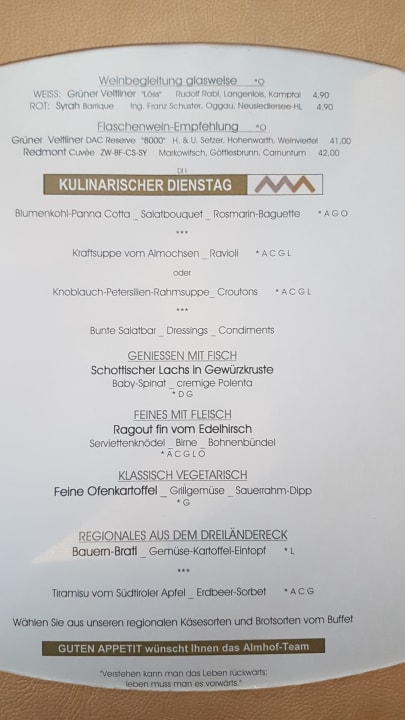 Weinbegleitung glasweise *O
WEISS: Grüner Veltliner "Löss" Rudolf Rabl, Langenlois, Kamptal 4,90
ROT: Syrah Barrique Ing. Franz Schuster, Oggau, Neusiedlersee-HL 4,90
Flaschenwein-Empfehlung *O
Grüner Veltliner DAC Reserve "8000" H. & U. Setzer, Hohenwarth, Weinviertel 41,00
Redmont Cuvée ZW-BF-CS-SY Markowitsch, Göttlesbrunn, Carnuntum 42,00
KULINARISCHER DIENSTAG
Blumenkohl-Panna Cotta _ Salatbouquet _ Rosmarin-Baguette * A G O
***
Kraftsuppe vom Almochsen _ Ravioli * A C G L
oder
Knoblauch-Petersilien-Rahmsuppe_ Croutons * A C G L
***
Bunte Salatbar _ Dressings _ Condiments
GENIESSEN MIT FISCH
Schottischer Lachs in Gewürzkruste
Baby-Spinat _ cremige Polenta
* D G
FEINES MIT FLEISCH
Ragout fin vom Edelhirsch
Serviettenknödel _ Birne _ Bohnenbündel
* A C G L O
KLASSISCH VEGETARISCH
Feine Ofenkartoffel _ Grillgemüse _ Sauerrahm-Dipp
* G
REGIONALES AUS DEM DREILÄNDERECK
Bauern-Bratl _ Gemüse-Kartoffel-Eintopf * L
***
Tiramisu vom Südtiroler Apfel _ Erdbeer-Sorbet * A C G
Wählen Sie aus unseren regionalen Käsesorten und Brotsorten vom Buffet
GUTEN APPETIT wünscht Ihnen das Almhof-Team
"Verstehen kann man das Leben rückwärts;
leben muss man es vorwärts."